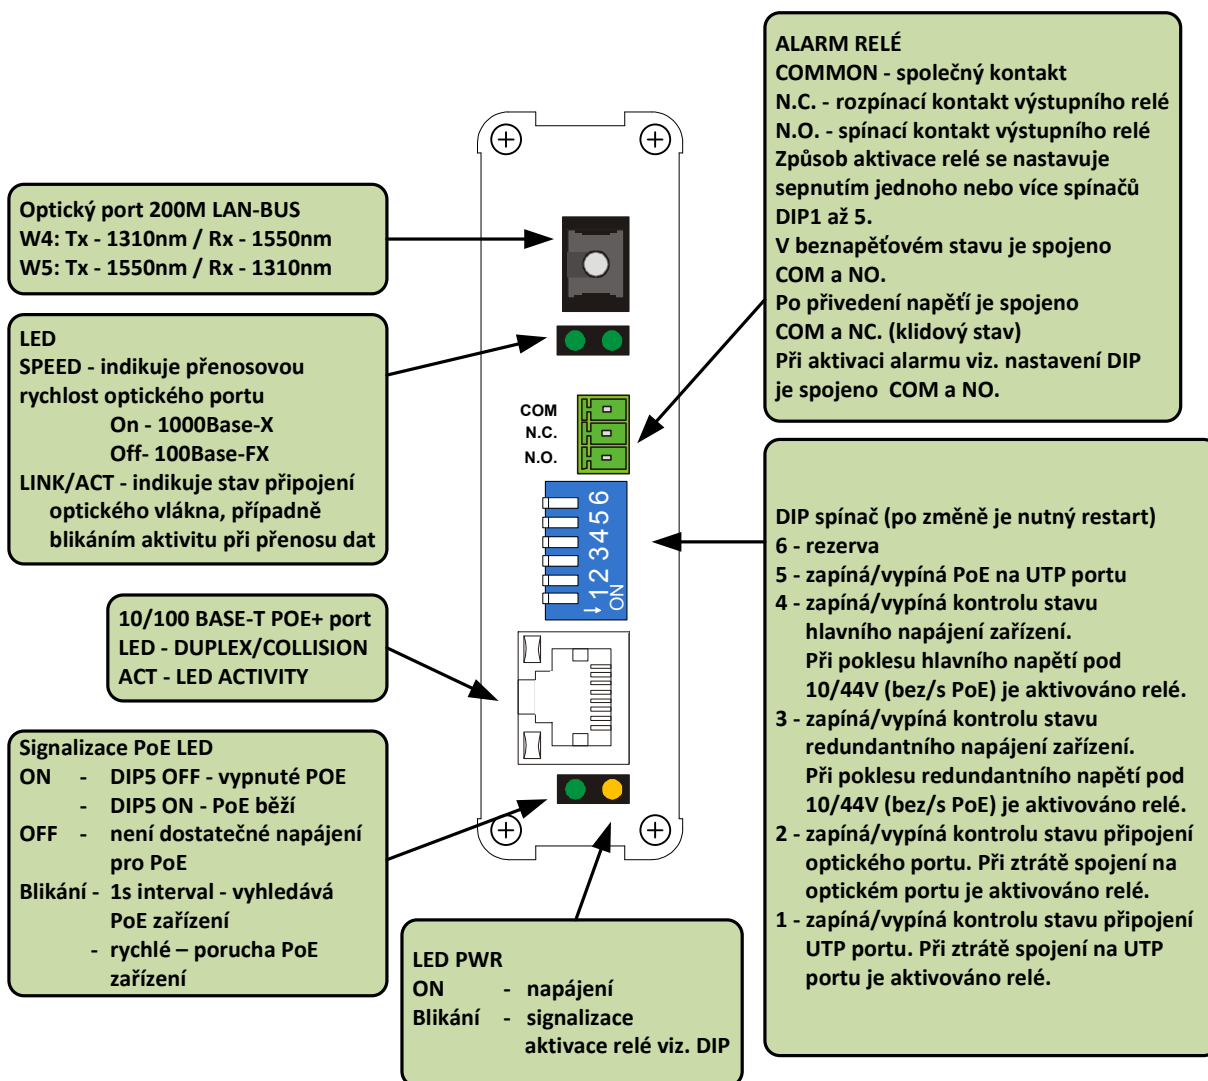 ALARM RELÉ
COMMON - společný kontakt
N.C. - rozpínací kontakt výstupního relé
N.O. - spínací kontakt výstupního relé
Způsob aktivace relé se nastavuje
sepnutím jednoho nebo více spínačů
DIP1 až 5.
V beznapěťovém stavu je spojeno
COM a NO.
Po přivedení napěťí je spojeno
COM a NC. (klidový stav)
Při aktivaci alarmu viz. nastavení DIP
je spojeno  COM a NO.
Optický port 200M LAN-BUS
W4: Tx - 1310nm / Rx - 1550nm
W5: Tx - 1550nm / Rx - 1310nm
LED
SPEED - indikuje přenosovou
rychlost optického portu
On - 1000Base-X
Off- 100Base-FX
LINK/ACT - indikuje stav připojení
optického vlákna, případně
blikáním aktivitu při přenosu dat
COM
N.C.
N.O.
1 2 3 4 5 6
↓ ON
DIP spínač (po změně je nutný restart)
6 - rezerva
5 - zapíná/vypíná PoE na UTP portu
4 - zapíná/vypíná kontrolu stavu
hlavního napájení zařízení.
Při poklesu hlavního napětí pod
10/44V (bez/s PoE) je aktivováno relé.
3 - zapíná/vypíná kontrolu stavu
redundantního napájení zařízení.
Při poklesu redundantního napětí pod
10/44V (bez/s PoE) je aktivováno relé.
2 - zapíná/vypíná kontrolu stavu připojení
optického portu. Při ztrátě spojení na
optickém portu je aktivováno relé.
1 - zapíná/vypíná kontrolu stavu připojení
UTP portu. Při ztrátě spojení na UTP
portu je aktivováno relé.
10/100 BASE-T POE+ port
LED - DUPLEX/COLLISION
ACT - LED ACTIVITY
Signalizace PoE LED
ON - DIP5 OFF - vypnuté POE
- DIP5 ON - PoE běží
OFF - není dostatečné napájení
pro PoE
Blikání - 1s interval - vyhledává
PoE zařízení
- rychlé – porucha PoE
zařízení
LED PWR
ON - napájení
Blikání - signalizace
aktivace relé viz. DIP